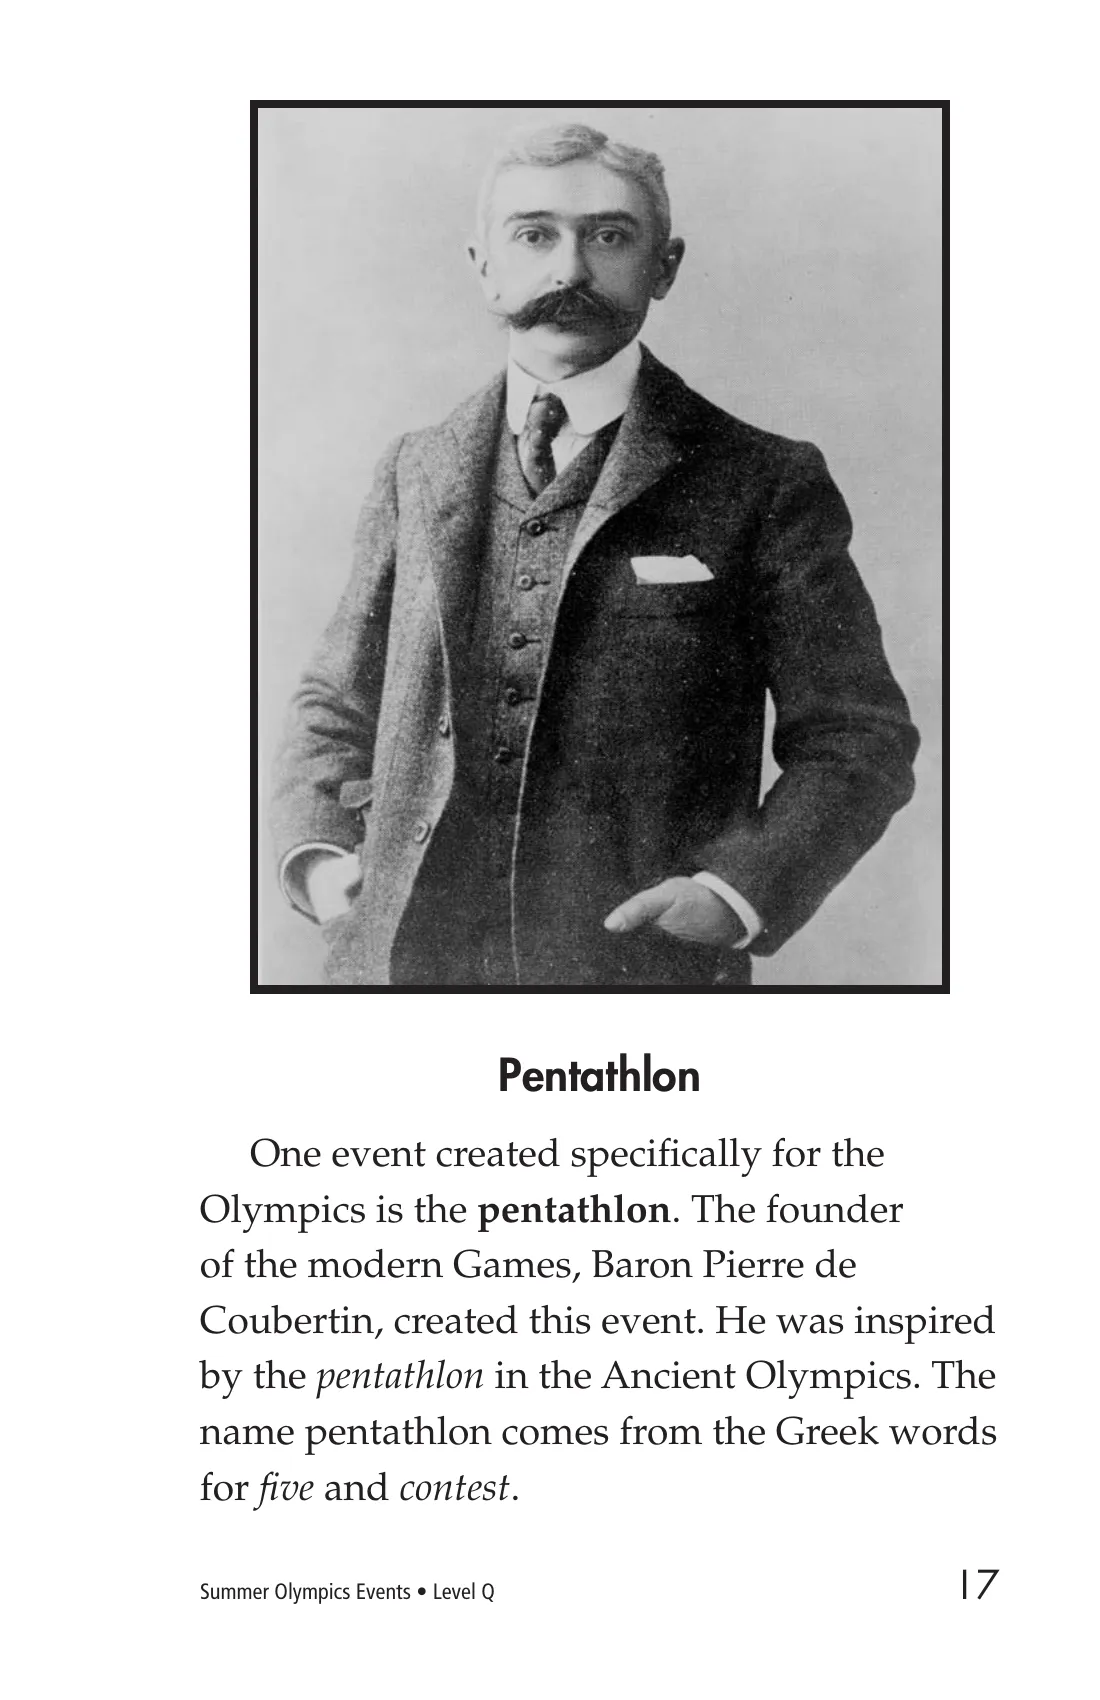 Pentathlon
One event created specifically for the
Olympics is the pentathlon. The founder
of the modern Games, Baron Pierre de
Coubertin, created this event. He was inspired
by the pentathlon in the Ancient Olympics. The
name pentathlon comes from the Greek words
for five and contest.
Summer Olympics Events • Level Q
17